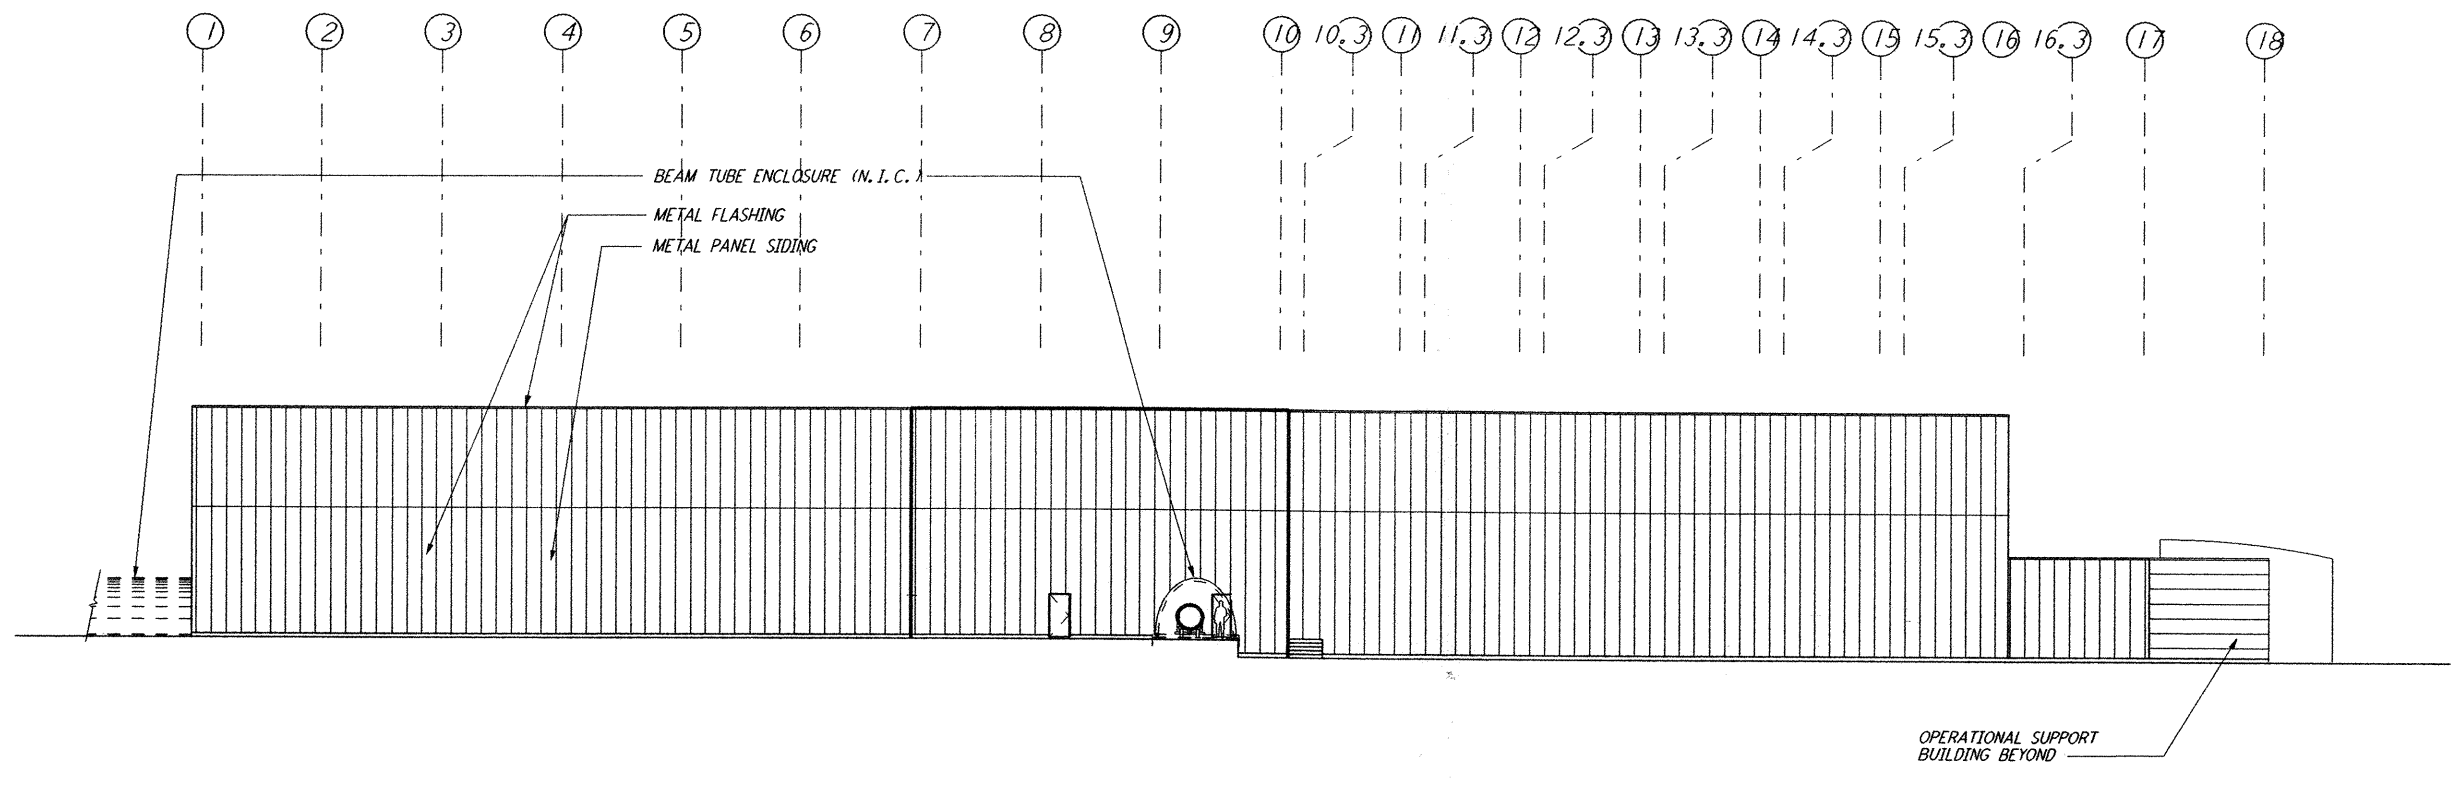 1 2 3 4 5 6 7 8 9 10 10.3 11 11.3 12 12.3 13 13.3 14 14.3 15 15.3 16 16.3 17 18
BEAM TUBE ENCLOSURE (N.I.C.)
METAL FLASHING
METAL PANEL SIDING
OPERATIONAL SUPPORT
BUILDING BEYOND